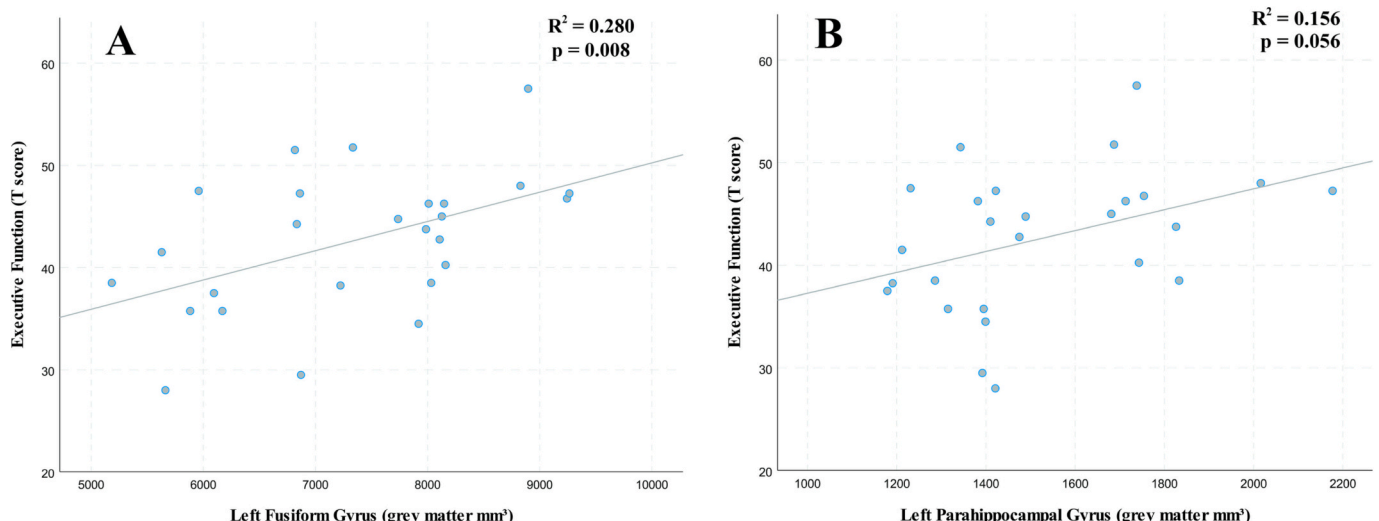 A
R² = 0.280
p = 0.008
Executive Function (T score)
60
50
40
30
20
5000 6000 7000 8000 9000 10000
Left Fusiform Gyrus (grey matter mm³)
B
R² = 0.156
p = 0.056
Executive Function (T score)
60
50
40
30
20
1000 1200 1400 1600 1800 2000 2200
Left Parahippocampal Gyrus (grey matter mm³)